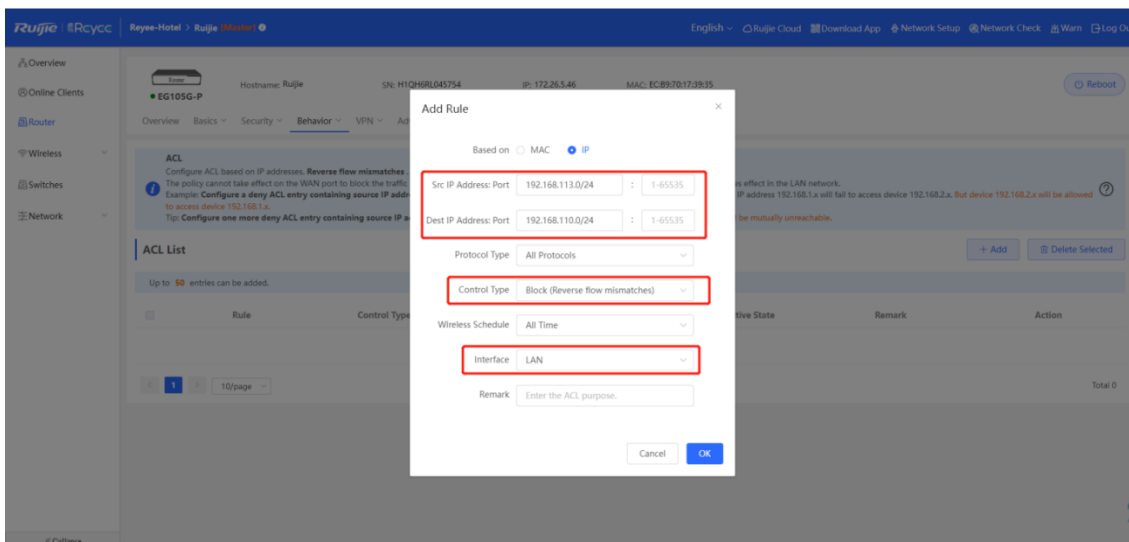 Ruijie Rcycc Reyee-Hotel > Ruijie (Master) English Ruijie Cloud Download App Network Setup Network Check Warn Log Ou
Overview
Online Clients
Router
Wireless
Switches
Network
Router
EG105G-P
Hostname: Ruijie SN: H1QH6RL045754 IP: 172.26.5.46 MAC: EC:B9:70:17:39:35 Reboot
Overview Basics Security Behavior VPN Ad
ACL
Configure ACL based on IP addresses. Reverse flow mismatches.
The policy cannot take effect on the WAN port to block the traffic s effect in the LAN network.
Example: Configure a deny ACL entry containing source IP addre IP address 192.168.1.x will fail to access device 192.168.2.x. But device 192.168.2.x will be allowed
to access device 192.168.1.x.
Tip: Configure one more deny ACL entry containing source IP a be mutually unreachable.
ACL List + Add Delete Selected
Up to 50 entries can be added.
Rule Control Type tive State Remark Action
1 10/page Total 0
Add Rule
Based on MAC IP
Src IP Address: Port 192.168.113.0/24 : 1-65535
Dest IP Address: Port 192.168.110.0/24 : 1-65535
Protocol Type All Protocols
Control Type Block (Reverse flow mismatches)
Wireless Schedule All Time
Interface LAN
Remark Enter the ACL purpose.
Cancel OK